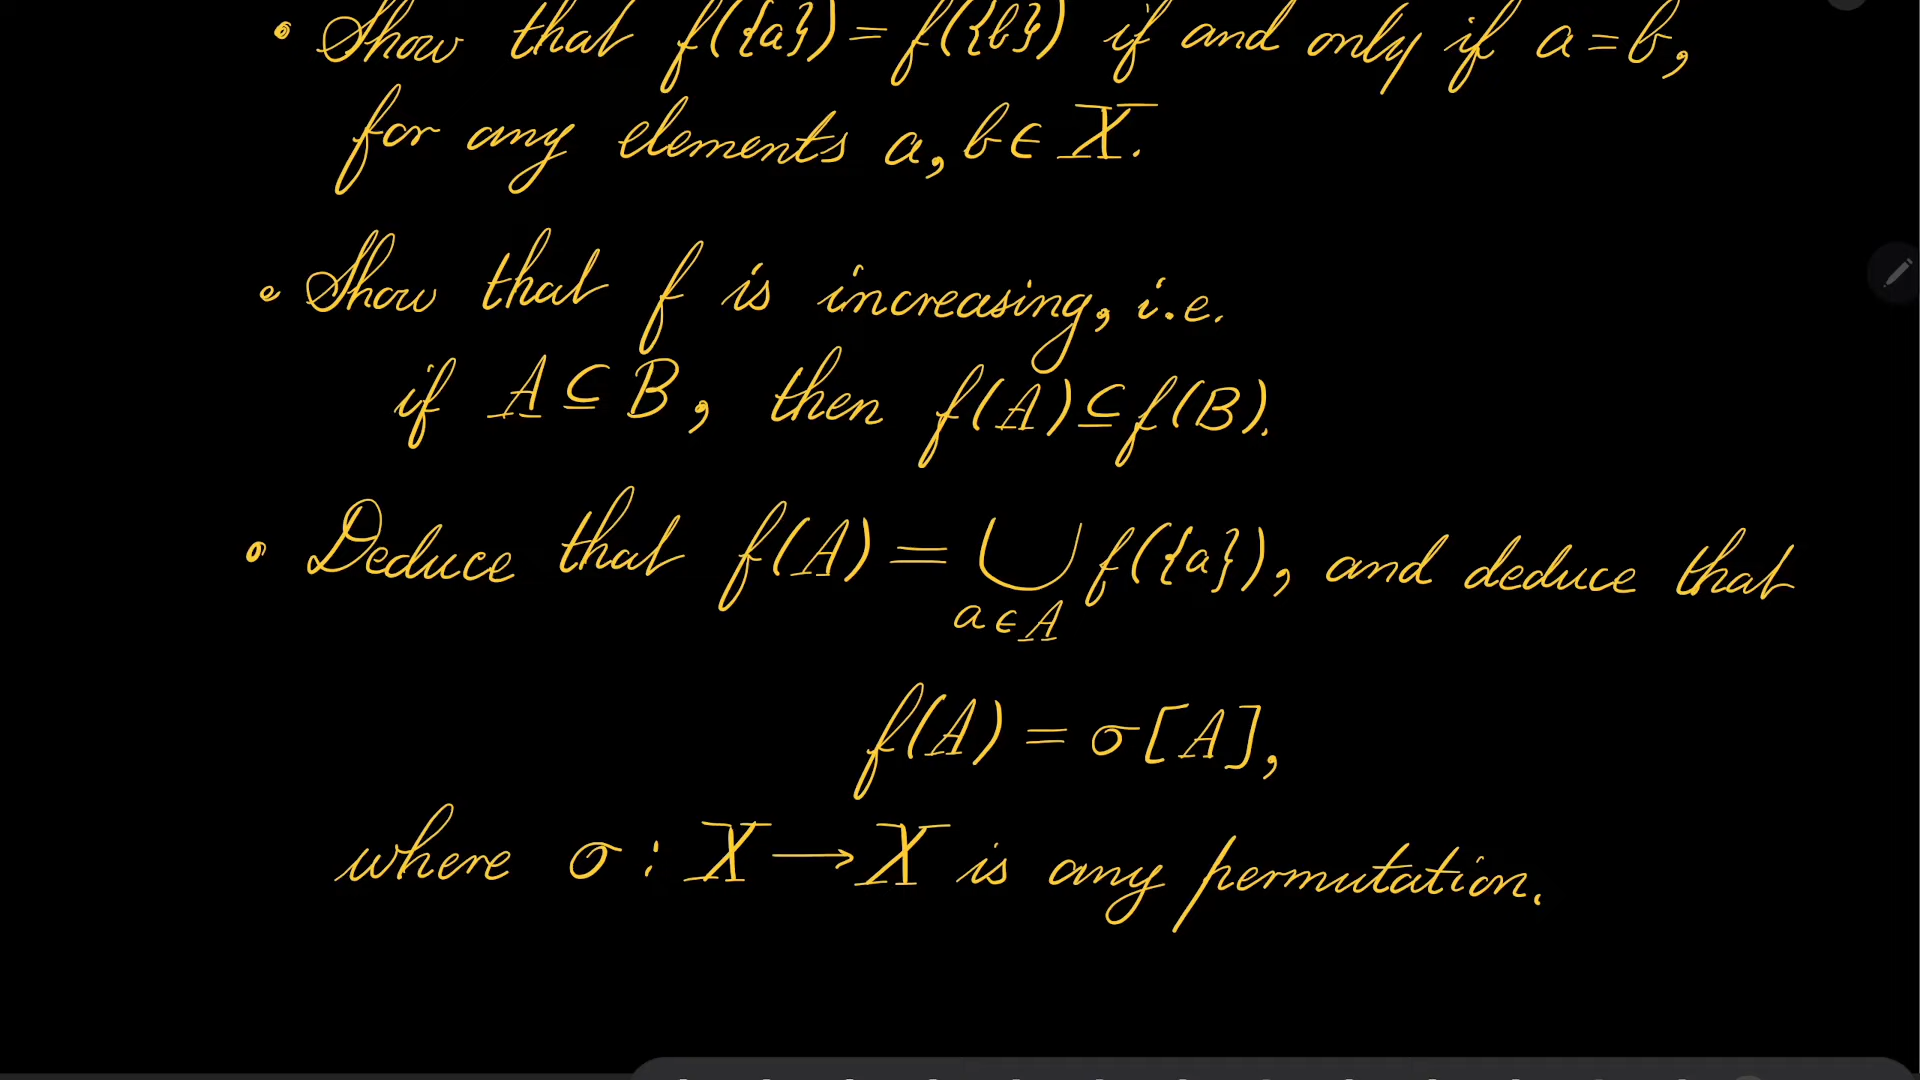 • Show that f({a}) = f({b}) if and only if a = b,
for any elements a, b ∈ X.
• Show that f is increasing, i.e.
if A ⊆ B, then f(A) ⊆ f(B).
• Deduce that f(A) = ⋃ f({a}), and deduce that
a ∈ A
f(A) = σ[A],
where σ : X → X is any permutation.